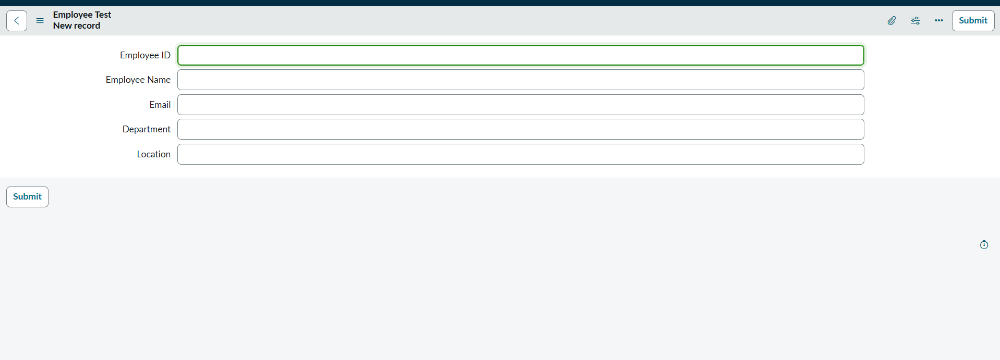 Employee Test
New record
Submit
Employee ID
Employee Name
Email
Department
Location
Submit